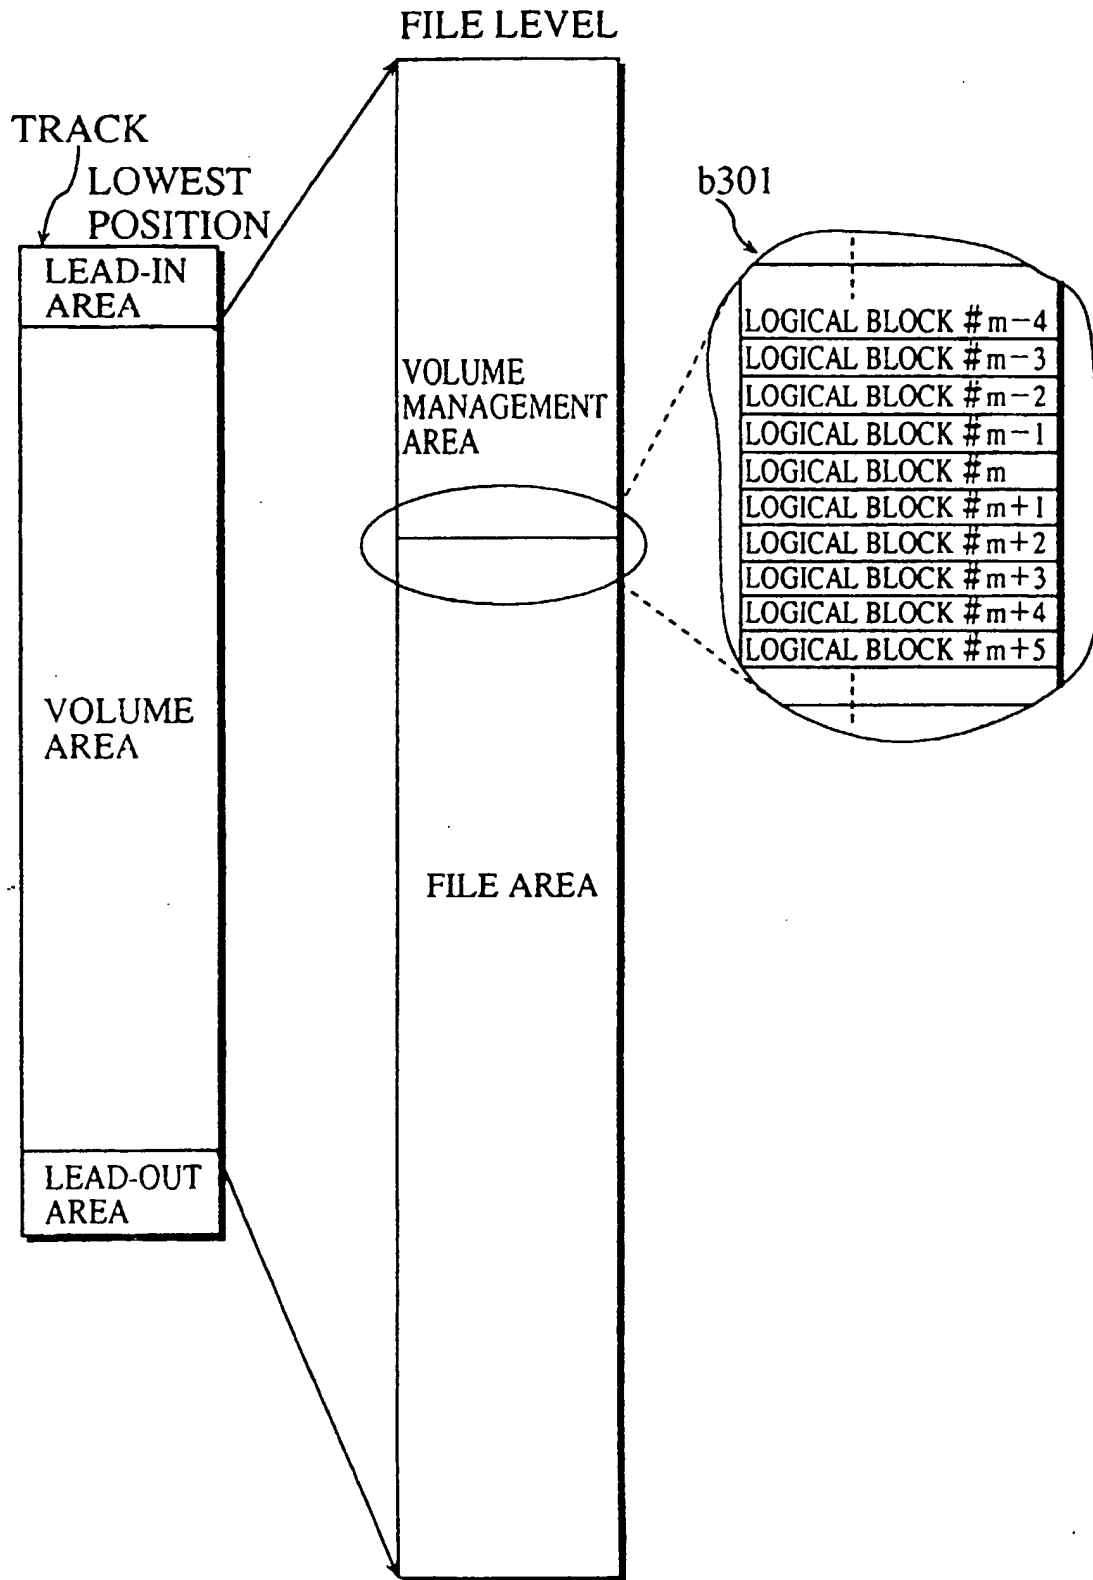 FILE LEVEL
TRACK
LOWEST
POSITION
LEAD-IN
AREA
VOLUME
AREA
LEAD-OUT
AREA
VOLUME
MANAGEMENT
AREA
FILE AREA
b301
LOGICAL BLOCK #m-4
LOGICAL BLOCK #m-3
LOGICAL BLOCK #m-2
LOGICAL BLOCK #m-1
LOGICAL BLOCK #m
LOGICAL BLOCK #m+1
LOGICAL BLOCK #m+2
LOGICAL BLOCK #m+3
LOGICAL BLOCK #m+4
LOGICAL BLOCK #m+5